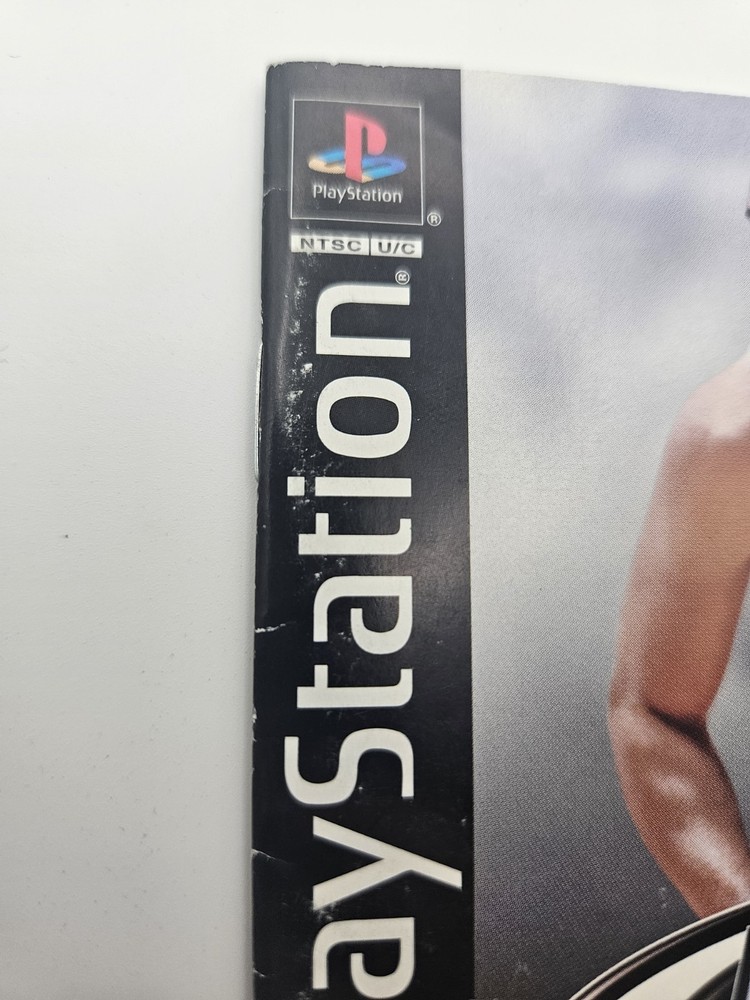 PlayStation
®
NTSC U/C
ayStation®